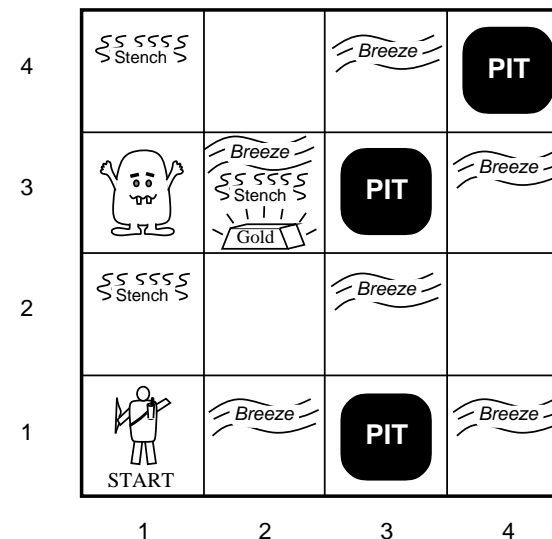 4
Stench
Breeze
PIT
3
Breeze
Stench
Gold
PIT
Breeze
2
Stench
Breeze
1
START
Breeze
PIT
Breeze
1 2 3 4